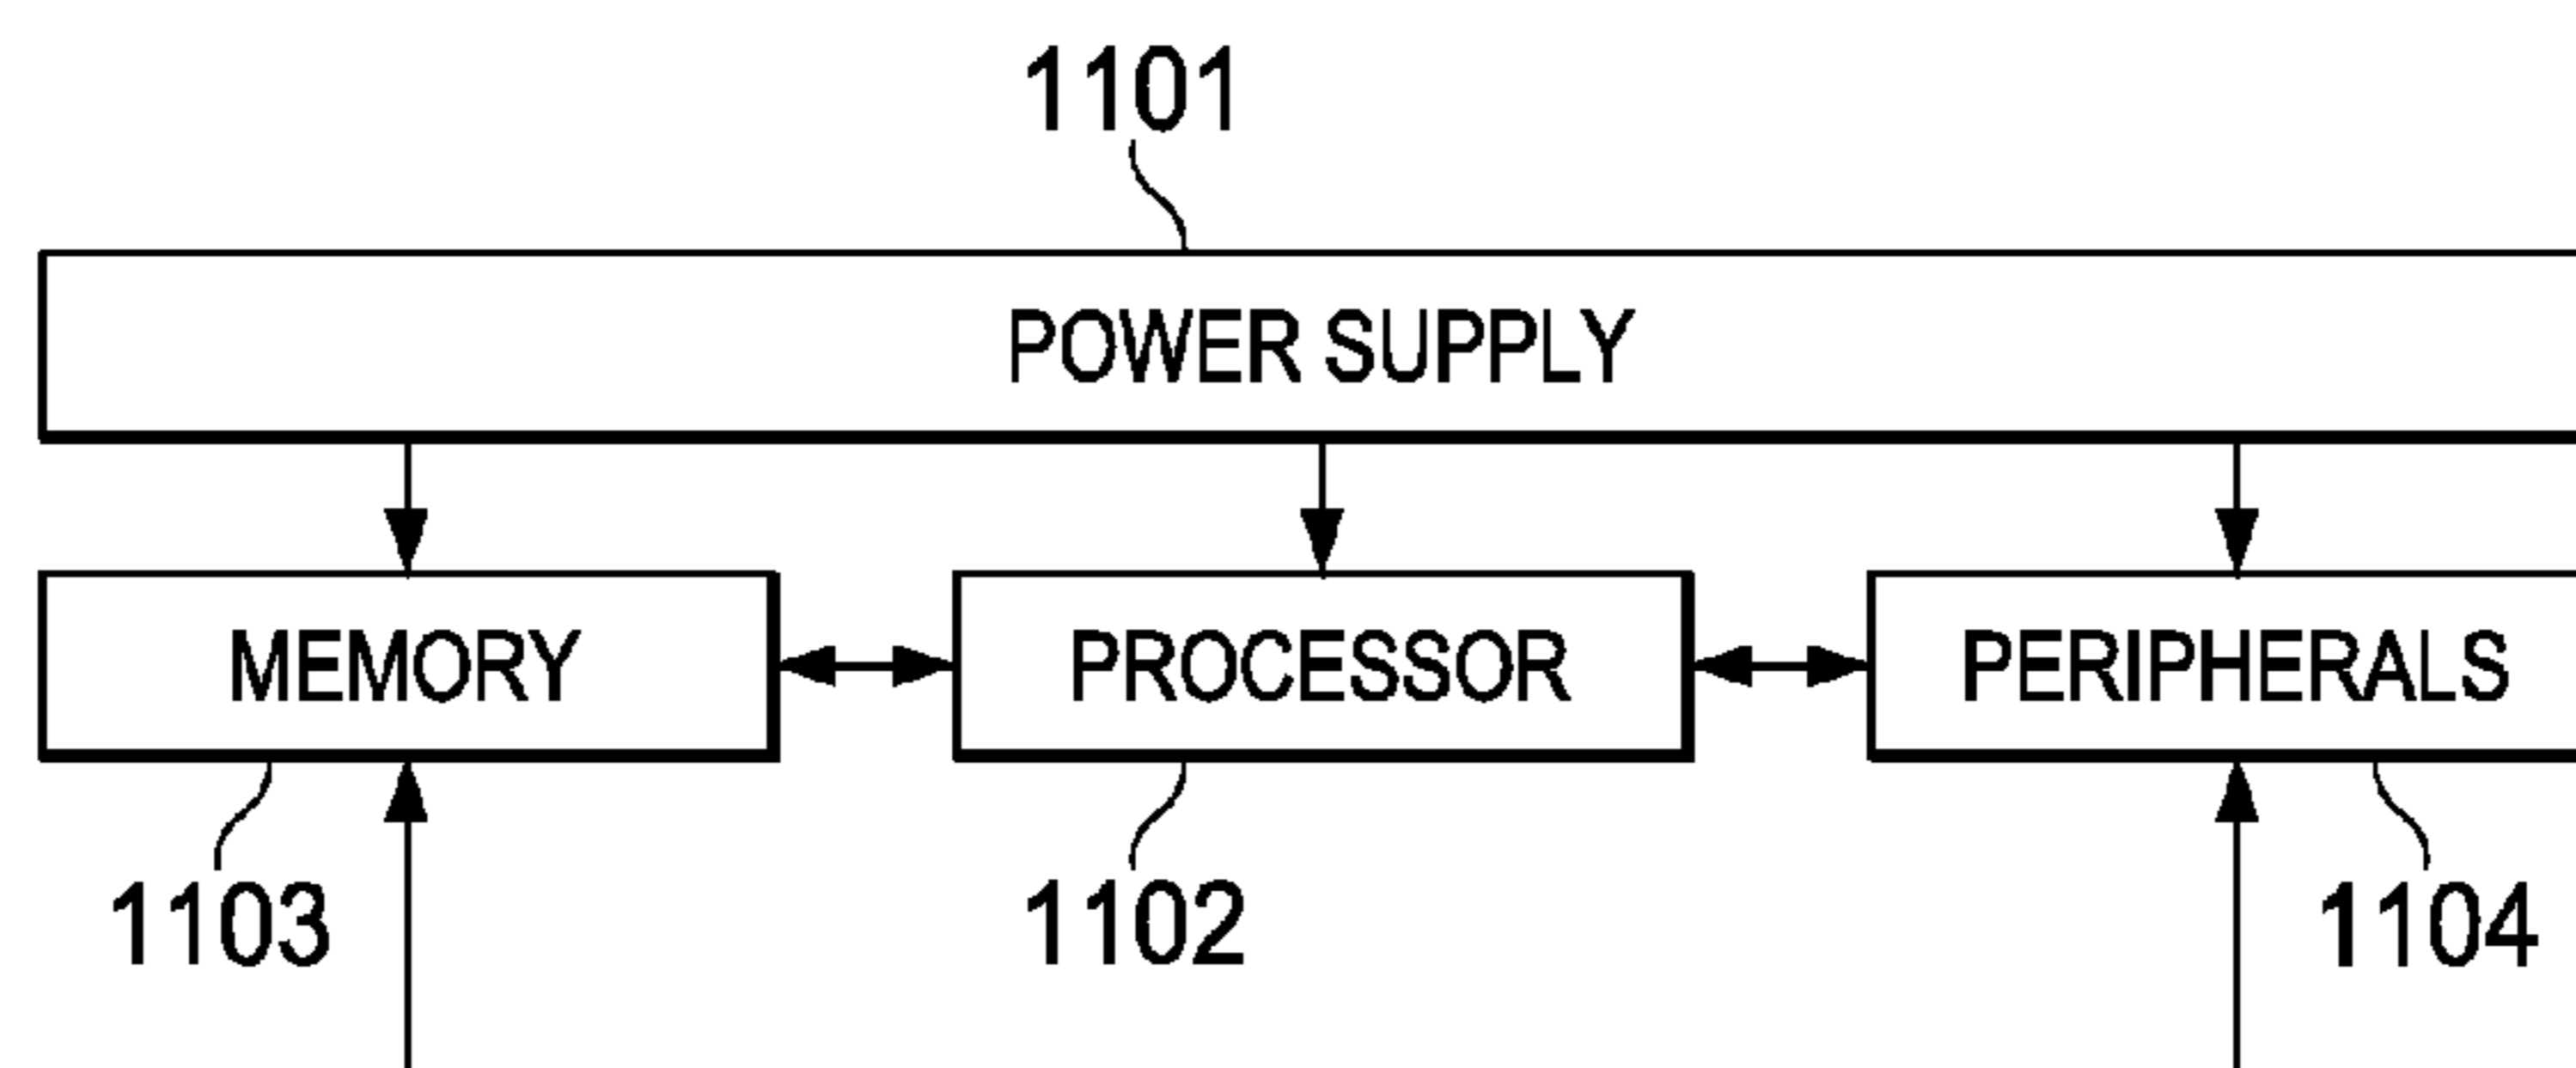 1101
POWER SUPPLY
MEMORY
PROCESSOR
PERIPHERALS
1103
1102
1104